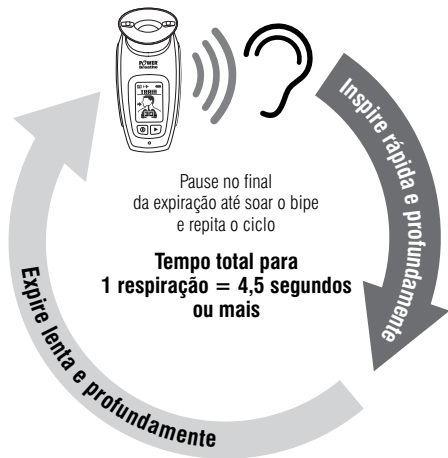 POWER
breathe
TRAIN
Inspire rápida e profundamente
Pause no final
da expiração até soar o bipe
e repita o ciclo
Tempo total para
1 respiração = 4,5 segundos
ou mais
Expire lenta e profundamente